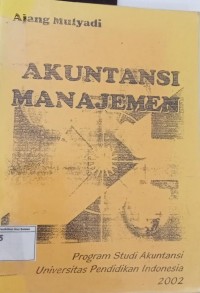 Ajang Mulyadi
AKUNTANSI
MANAJEMEN
Program Studi Akuntansi
Universitas Pendidikan Indonesia
2002